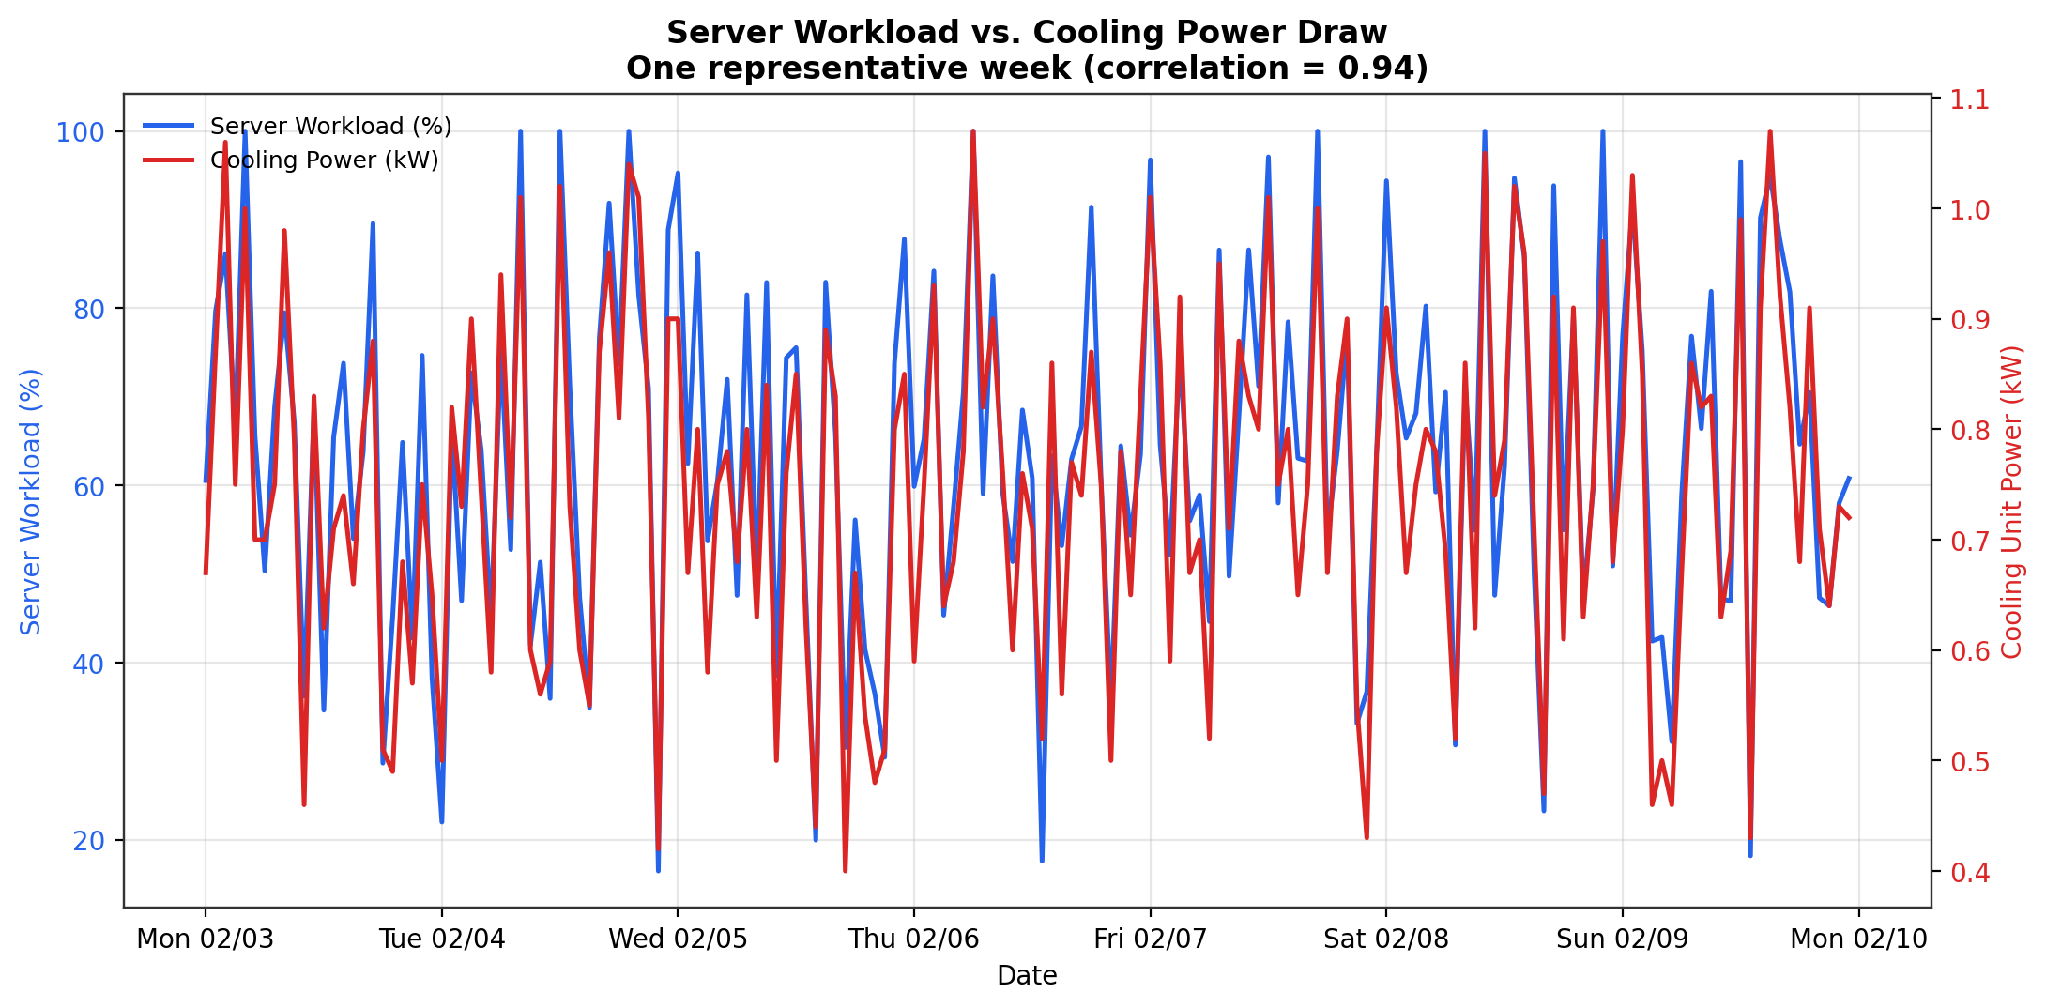 Server Workload vs. Cooling Power Draw
One representative week (correlation = 0.94)
Server Workload (%)
Cooling Power (kW)
100
80
60
40
20
Server Workload (%)
1.1
1.0
0.9
0.8
0.7
0.6
0.5
0.4
Cooling Unit Power (kW)
Mon 02/03 Tue 02/04 Wed 02/05 Thu 02/06 Fri 02/07 Sat 02/08 Sun 02/09 Mon 02/10
Date